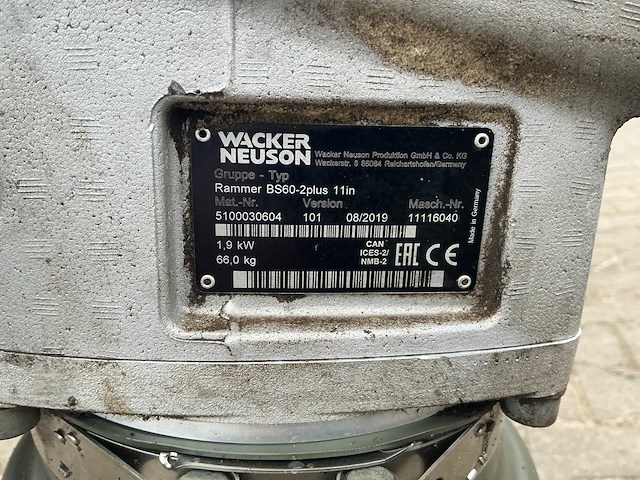 WACKER
NEUSON
Wacker Neuson Produktion GmbH & Co. KG
Wackerstr. 6 85084 Reichertshofen/Germany
Gruppe - Typ
Rammer BS60-2plus 11in
Mat.-Nr. Version Masch.-Nr.
5100030604 101 08/2019 11116040
1,9 kW
66,0 kg
CAN
ICES-2/
NMB-2
EAC CE
Made in Germany